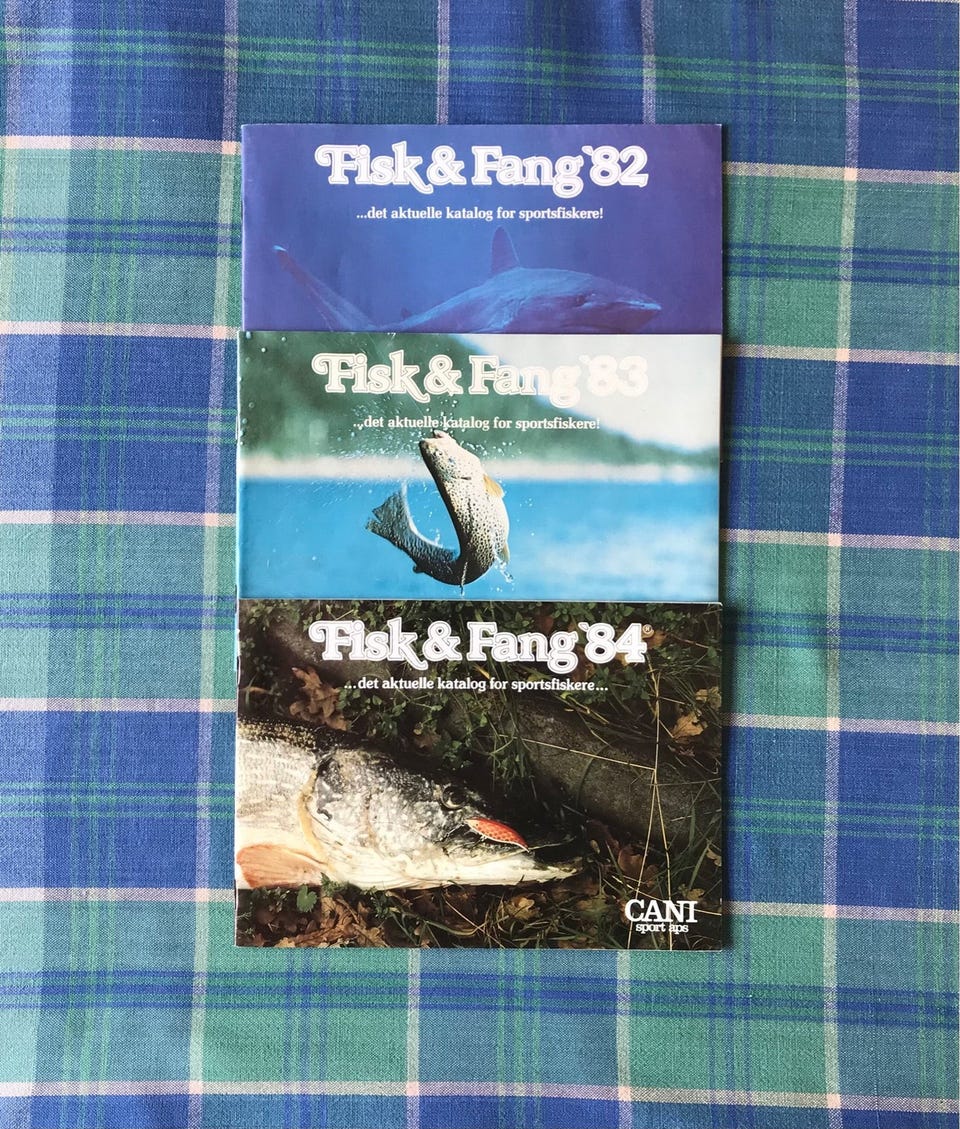 Fisk & Fang '82
...det aktuelle katalog for sportsfiskere!
Fisk & Fang '83
...det aktuelle katalog for sportsfiskere!
Fisk & Fang '84®
...det aktuelle katalog for sportsfiskere...
CANI
sport aps